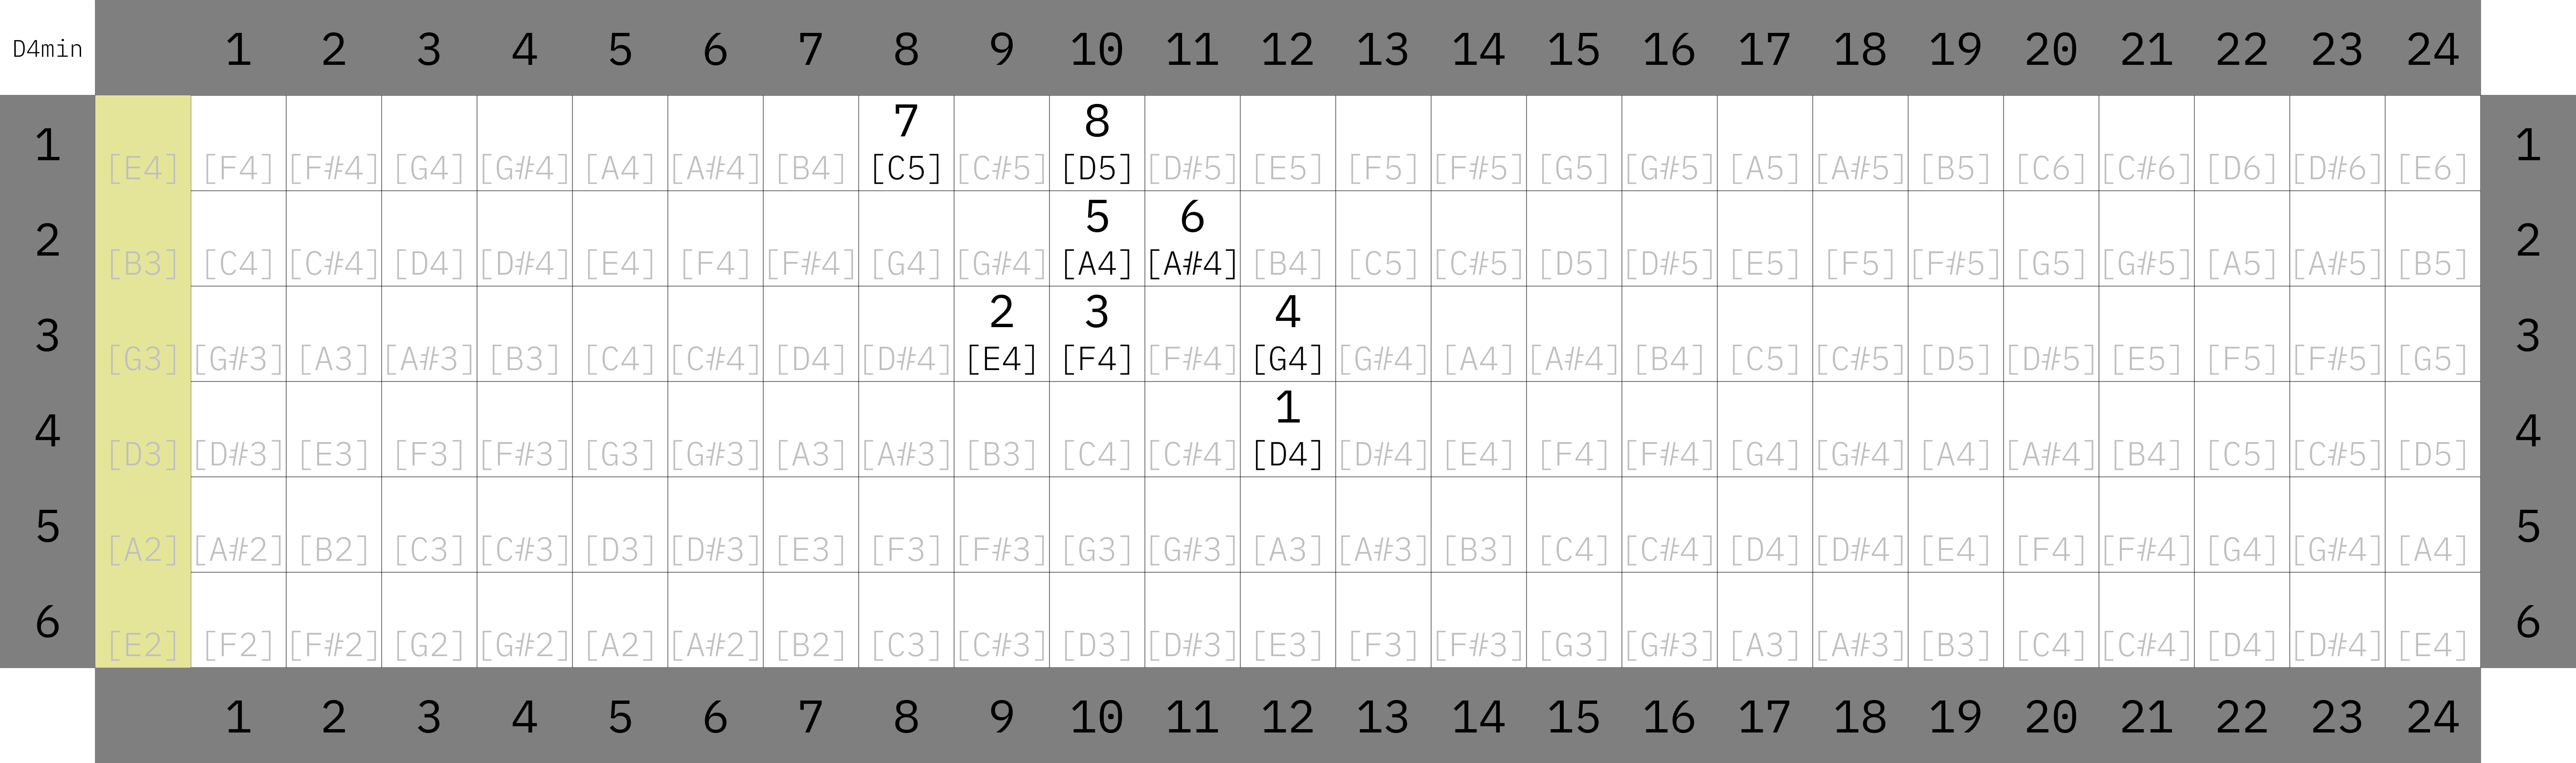 D4min 1 2 3 4 5 6 7 8 9 10 11 12 13 14 15 16 17 18 19 20 21 22 23 24
7 8
1 [E4] [F4] [F#4] [G4] [G#4] [A4] [A#4] [B4] [C5] [C#5] [D5] [D#5] [E5] [F5] [F#5] [G5] [G#5] [A5] [A#5] [B5] [C6] [C#6] [D6] [D#6] [E6] 1
5 6
2 [B3] [C4] [C#4] [D4] [D#4] [E4] [F4] [F#4] [G4] [G#4] [A4] [A#4] [B4] [C5] [C#5] [D5] [D#5] [E5] [F5] [F#5] [G5] [G#5] [A5] [A#5] [B5] 2
2 3 4
3 [G3] [G#3] [A3] [A#3] [B3] [C4] [C#4] [D4] [D#4] [E4] [F4] [F#4] [G4] [G#4] [A4] [A#4] [B4] [C5] [C#5] [D5] [D#5] [E5] [F5] [F#5] [G5] 3
1
4 [D3] [D#3] [E3] [F3] [F#3] [G3] [G#3] [A3] [A#3] [B3] [C4] [C#4] [D4] [D#4] [E4] [F4] [F#4] [G4] [G#4] [A4] [A#4] [B4] [C5] [C#5] [D5] 4
5 [A2] [A#2] [B2] [C3] [C#3] [D3] [D#3] [E3] [F3] [F#3] [G3] [G#3] [A3] [A#3] [B3] [C4] [C#4] [D4] [D#4] [E4] [F4] [F#4] [G4] [G#4] [A4] 5
6 [E2] [F2] [F#2] [G2] [G#2] [A2] [A#2] [B2] [C3] [C#3] [D3] [D#3] [E3] [F3] [F#3] [G3] [G#3] [A3] [A#3] [B3] [C4] [C#4] [D4] [D#4] [E4] 6
1 2 3 4 5 6 7 8 9 10 11 12 13 14 15 16 17 18 19 20 21 22 23 24